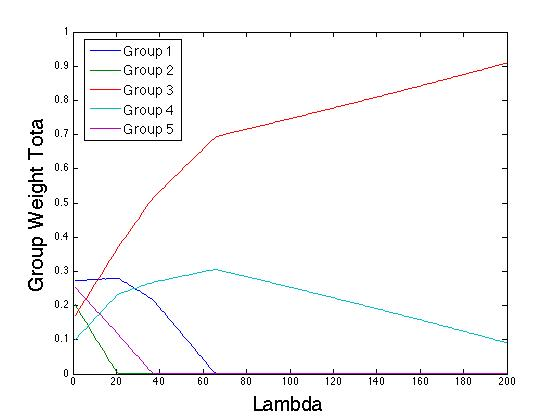 1
0.9
0.8
0.7
0.6
0.5
0.4
0.3
0.2
0.1
0
Group Weight Tota
Group 1
Group 2
Group 3
Group 4
Group 5
0 20 40 60 80 100 120 140 160 180 200
Lambda